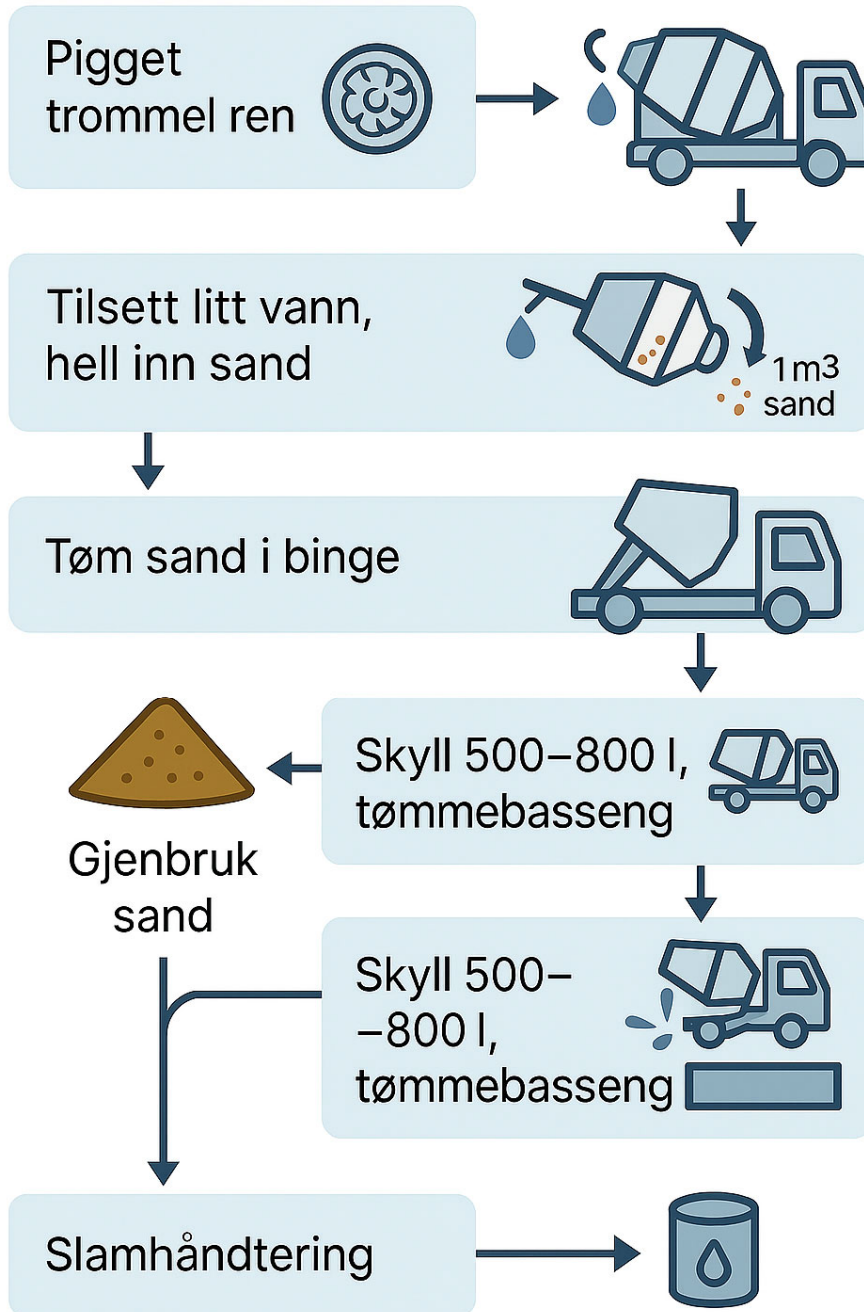 Pigget
trommel ren
Tilsett litt vann,
hell inn sand
1 m3
sand
Tøm sand i binge
Skyll 500–800 l,
tømmebasseng
Gjenbruk
sand
Skyll 500–
–800 l,
tømmebasseng
Slamhåndtering